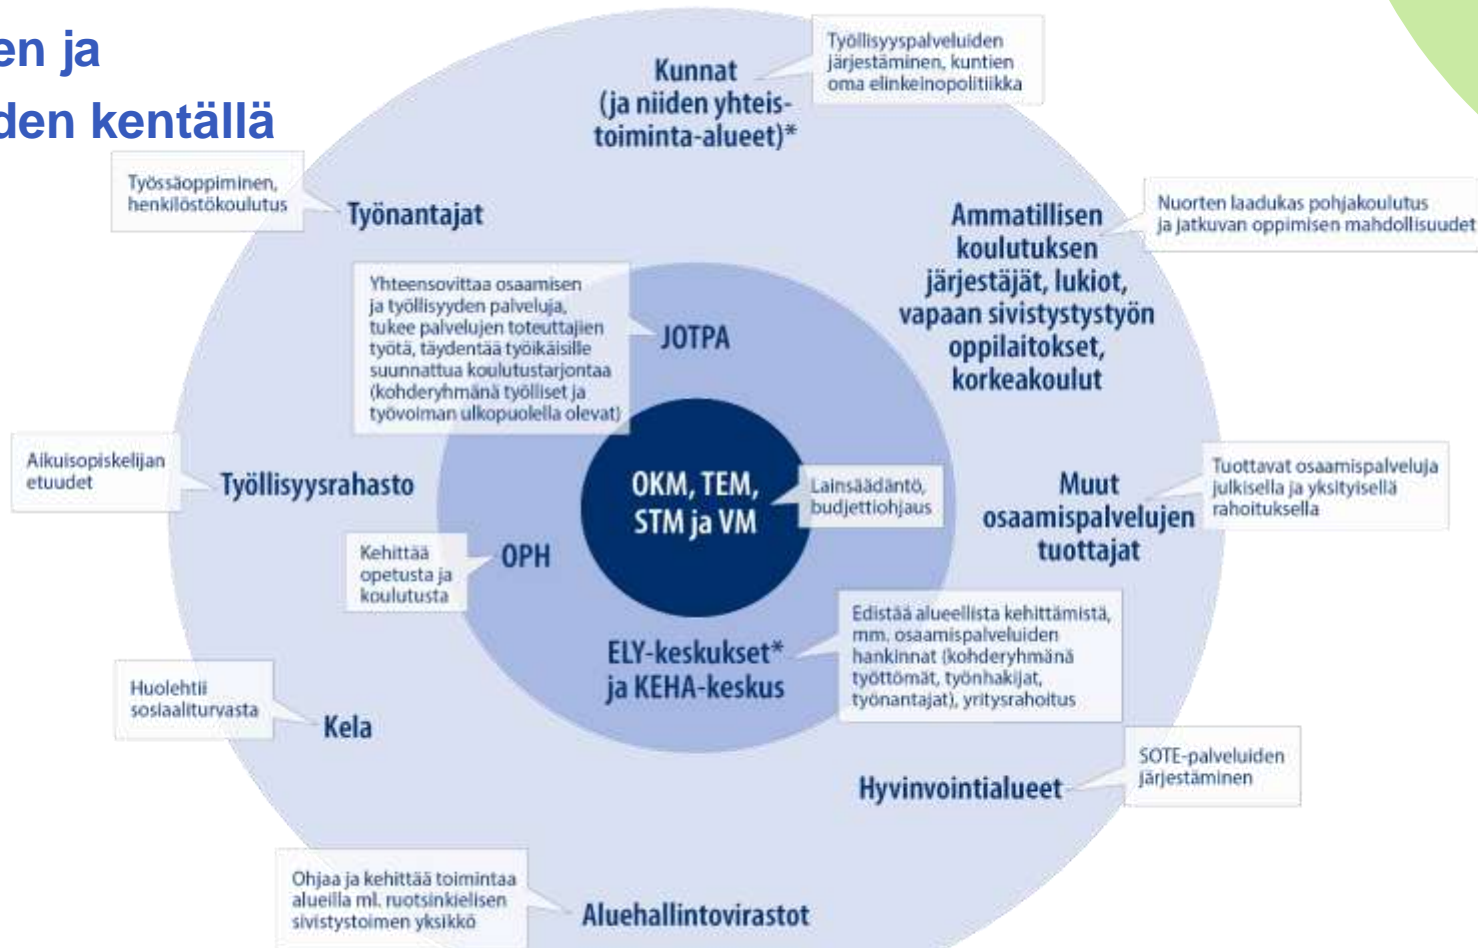 en ja
den kentällä
Kunnat
(ja niiden yhteis-
toiminta-alueet)*
Työllisyyspalveluiden
järjestäminen, kuntien
oma elinkeinopolitiikka
Työssäoppiminen,
henkilöstökoulutus
Työnantajat
Ammatillisen
koulutuksen
järjestäjät, lukiot,
vapaan sivistystystyön
oppilaitokset,
korkeakoulut
Nuorten laadukas pohjakoulutus
ja jatkuvan oppimisen mahdollisuudet
Yhteensovittaa osaamisen
ja työllisyyden palveluja,
tukee palvelujen toteuttajien
työtä, täydentää työikäisille
suunnattua koulutustarjontaa
(kohderyhmänä työlliset ja
työvoiman ulkopuolella olevat)
JOTPA
Aikuisopiskelijan
etuudet
Työllisyysrahasto
OKM, TEM,
STM ja VM
Lainsäädäntö,
budjettiohjaus
Muut
osaamispalvelujen
tuottajat
Tuottavat osaamispalveluja
julkisella ja yksityisellä
rahoituksella
Kehittää
opetusta ja
koulutusta
OPH
ELY-keskukset*
ja KEHA-keskus
Edistää alueellista kehittämistä,
mm. osaamispalveluiden
hankinnat (kohderyhmänä
työttömät, työnhakijat,
työnantajat), yritysrahoitus
Huolehtii
sosiaaliturvasta
Kela
Hyvinvointialueet
SOTE-palveluiden
järjestäminen
Ohjaa ja kehittää toimintaa
alueilla ml. ruotsinkielisen
sivistystoimen yksikkö
Aluehallintovirastot